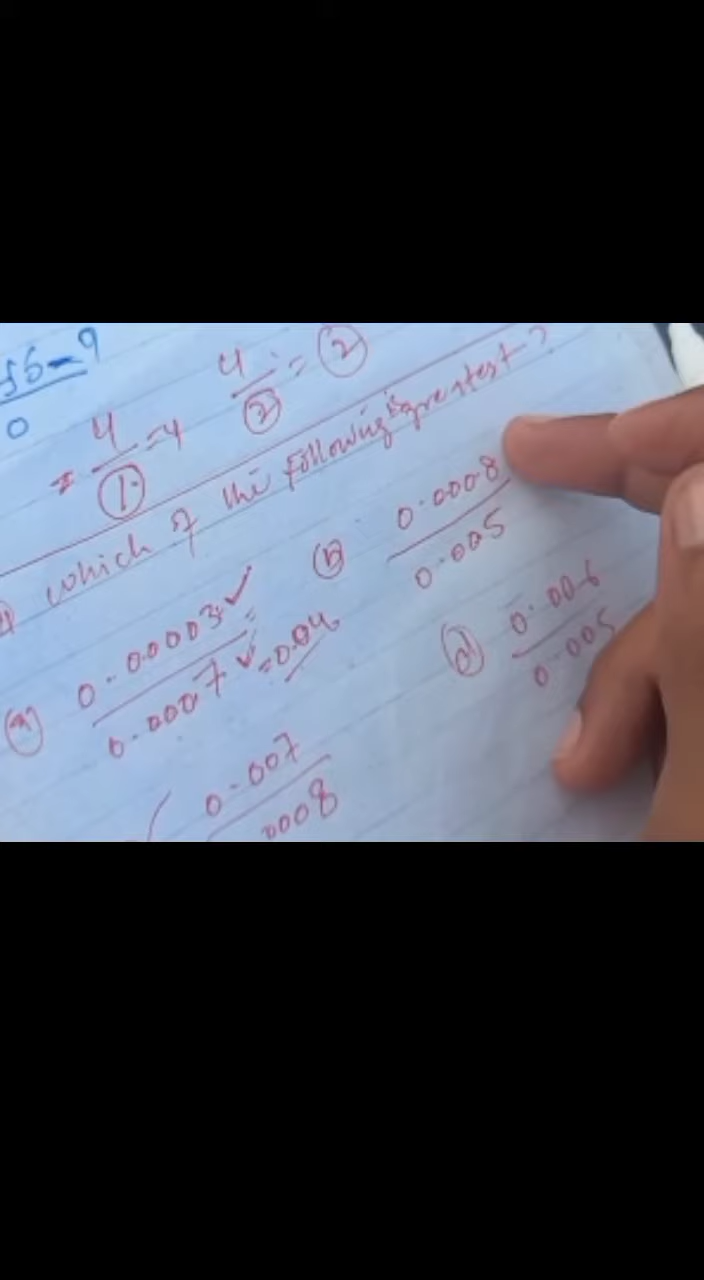 56-9
0
= 4/① = 4 4/② = ②
which of the following is greatest?
(a) 0.00003 ✓ / 0.0007 ✓ = = 0.04
(b) 0.0008 / 0.005
0.007 / 0008
(d) 0.006 / 0.005